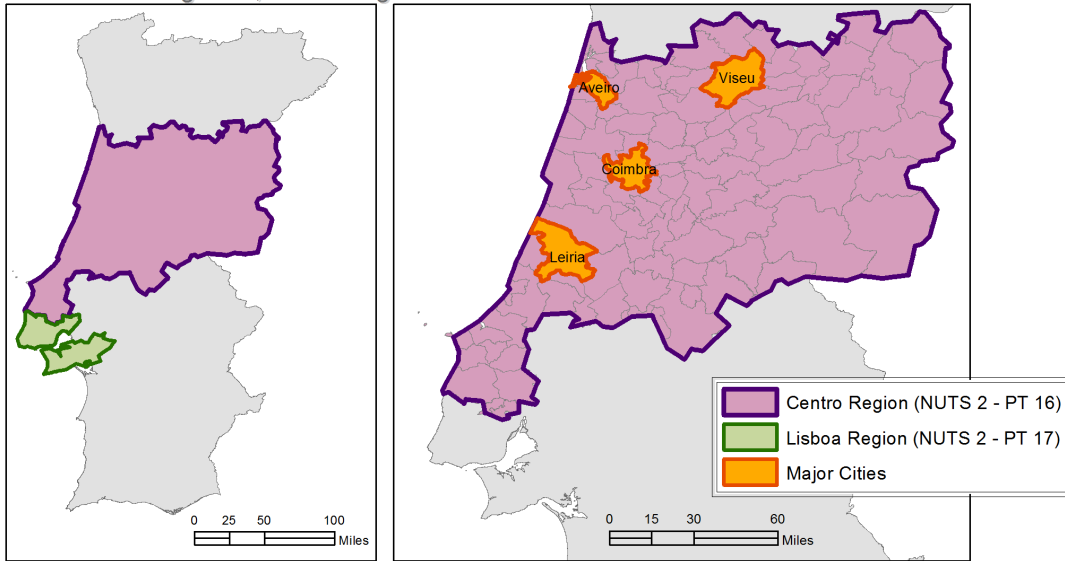 0 25 50 100
Miles
Aveiro
Viseu
Coimbra
Leiria
Centro Region (NUTS 2 - PT 16)
Lisboa Region (NUTS 2 - PT 17)
Major Cities
0 15 30 60
Miles